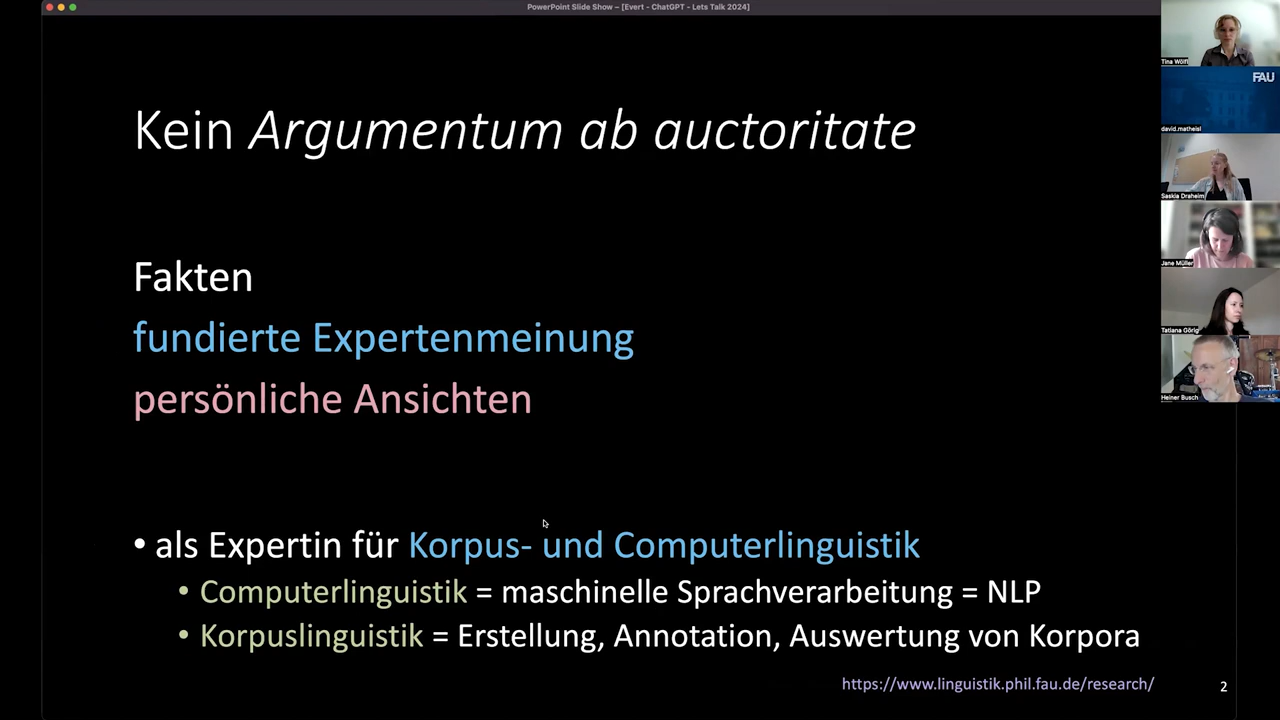 PowerPoint Slide Show – [Evert - ChatGPT - Lets Talk 2024]
Kein Argumentum ab auctoritate
Fakten
fundierte Expertenmeinung
persönliche Ansichten
• als Expertin für Korpus- und Computerlinguistik
• Computerlinguistik = maschinelle Sprachverarbeitung = NLP
• Korpuslinguistik = Erstellung, Annotation, Auswertung von Korpora
https://www.linguistik.phil.fau.de/research/
2
Tina Wölfl
FAU
david.matheisl
Saskia Draheim
Jane Müller
Tatiana Görig
Heiner Busch